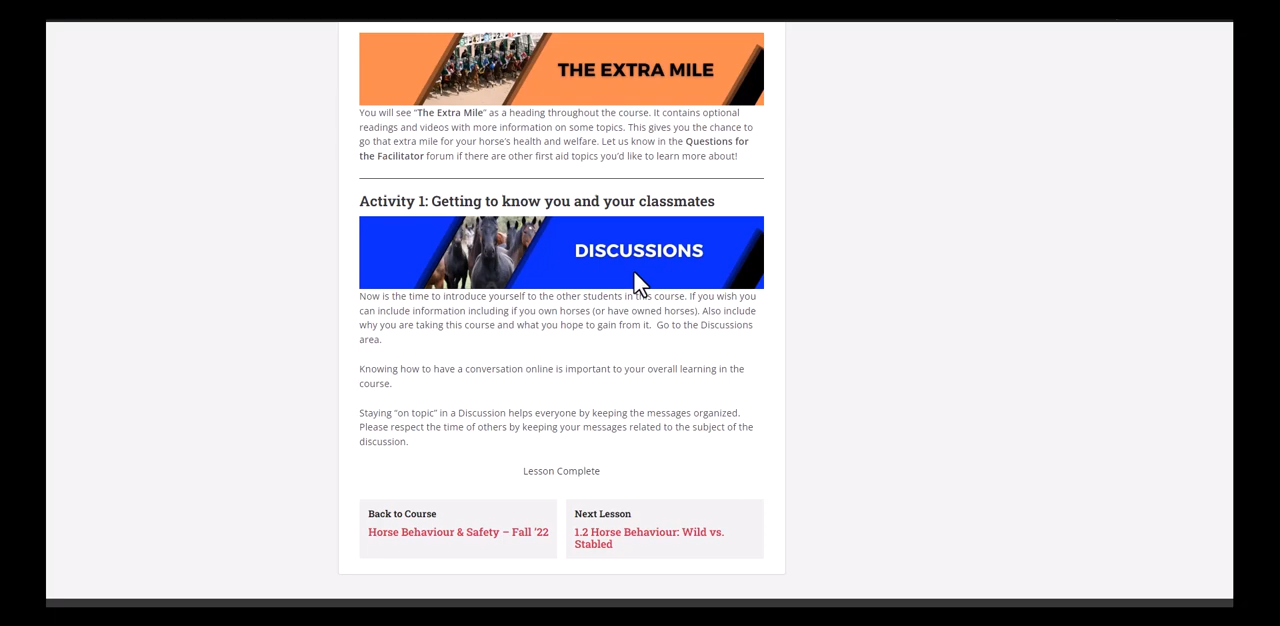 THE EXTRA MILE
You will see “The Extra Mile” as a heading throughout the course. It contains optional
readings and videos with more information on some topics. This gives you the chance to
go that extra mile for your horse’s health and welfare. Let us know in the Questions for
the Facilitator forum if there are other first aid topics you’d like to learn more about!
Activity 1: Getting to know you and your classmates
DISCUSSIONS
Now is the time to introduce yourself to the other students in this course. If you wish you
can include information including if you own horses (or have owned horses). Also include
why you are taking this course and what you hope to gain from it.  Go to the Discussions
area.
Knowing how to have a conversation online is important to your overall learning in the
course.
Staying “on topic” in a Discussion helps everyone by keeping the messages organized.
Please respect the time of others by keeping your messages related to the subject of the
discussion.
Lesson Complete
Back to Course
Horse Behaviour & Safety – Fall ’22
Next Lesson
1.2 Horse Behaviour: Wild vs.
Stabled